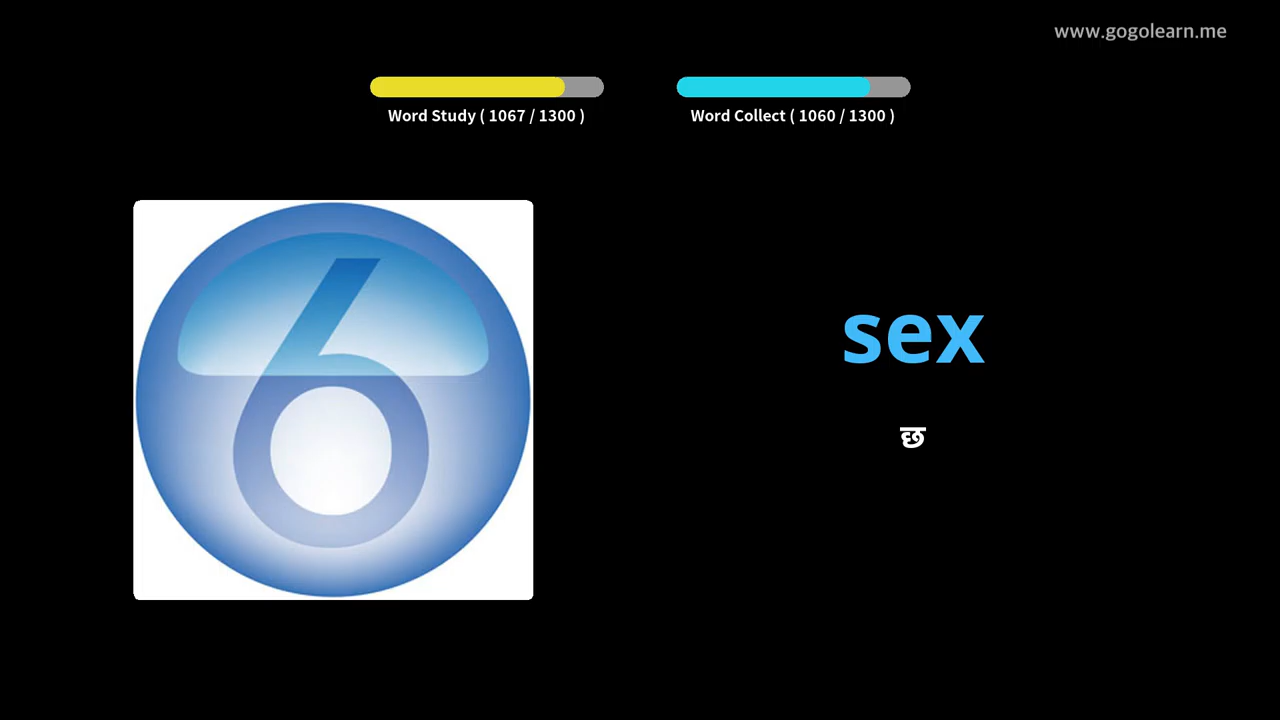 www.gogolearn.me
Word Study ( 1067 / 1300 )
Word Collect ( 1060 / 1300 )
6
sex
छ